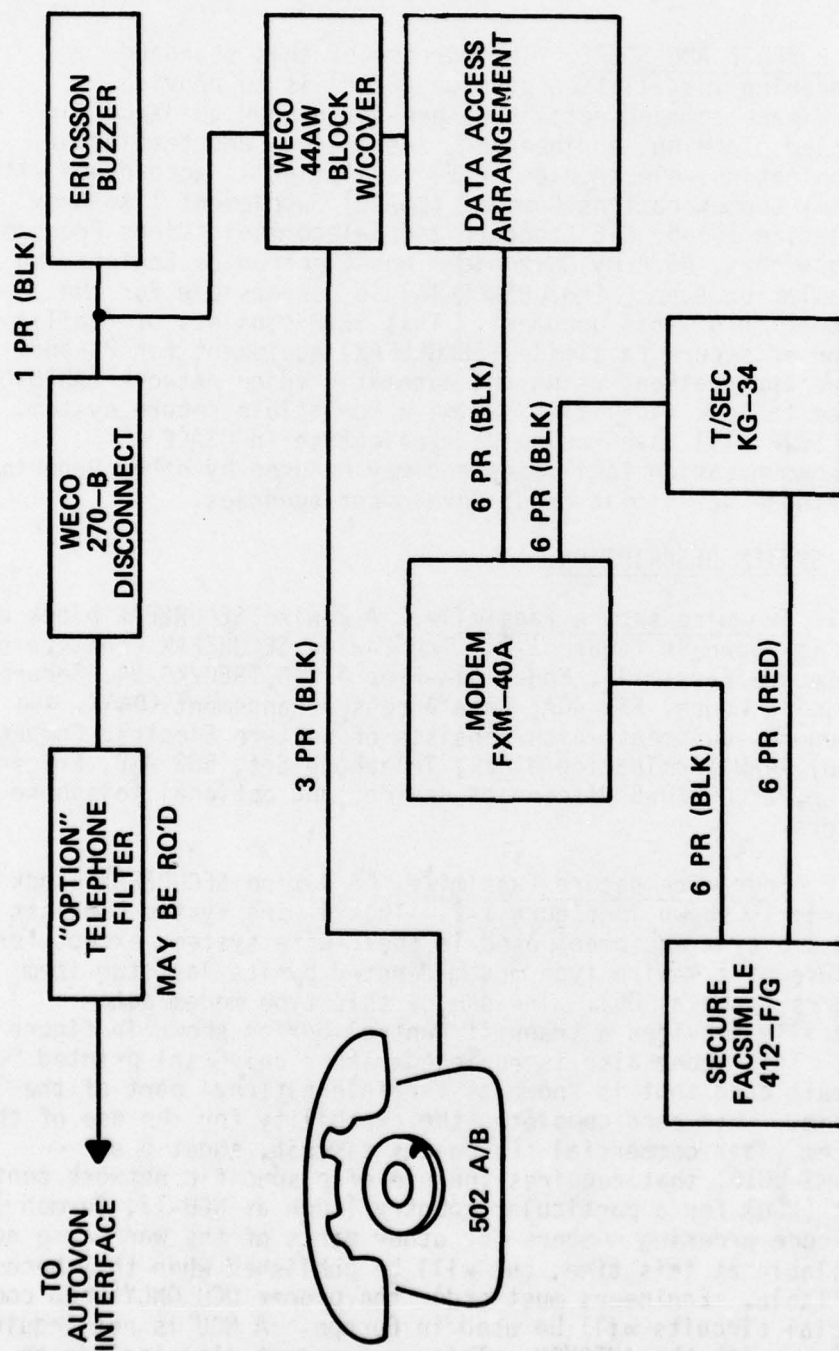 TO
AUTOVON
INTERFACE
"OPTION"
TELEPHONE
FILTER
MAY BE RQ'D
WECO
270–B
DISCONNECT
1 PR (BLK)
ERICSSON
BUZZER
502 A/B
3 PR (BLK)
WECO
44AW
BLOCK
W/COVER
DATA ACCESS
ARRANGEMENT
MODEM
FXM–40A
6 PR (BLK)
6 PR (BLK)
T/SEC
KG–34
SECURE
FACSIMILE
412T–F/G
6 PR (BLK)
6 PR (RED)